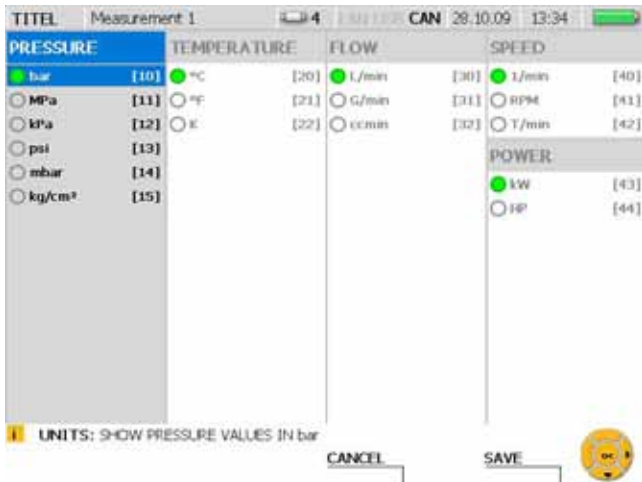 TITEL Measurement 1 4 CAN 28.10.09 13:34
PRESSURE TEMPERATURE FLOW SPEED
bar [10] °C [20] L/min [30] 1/min [40]
MPa [11] °F [21] G/min [31] RPM [41]
kPa [12] K [22] ccmin [32] T/min [42]
psi [13]
mbar [14]
kg/cm² [15]
POWER
kW [43]
HP [44]
i UNITS: SHOW PRESSURE VALUES IN bar
CANCEL SAVE
OK